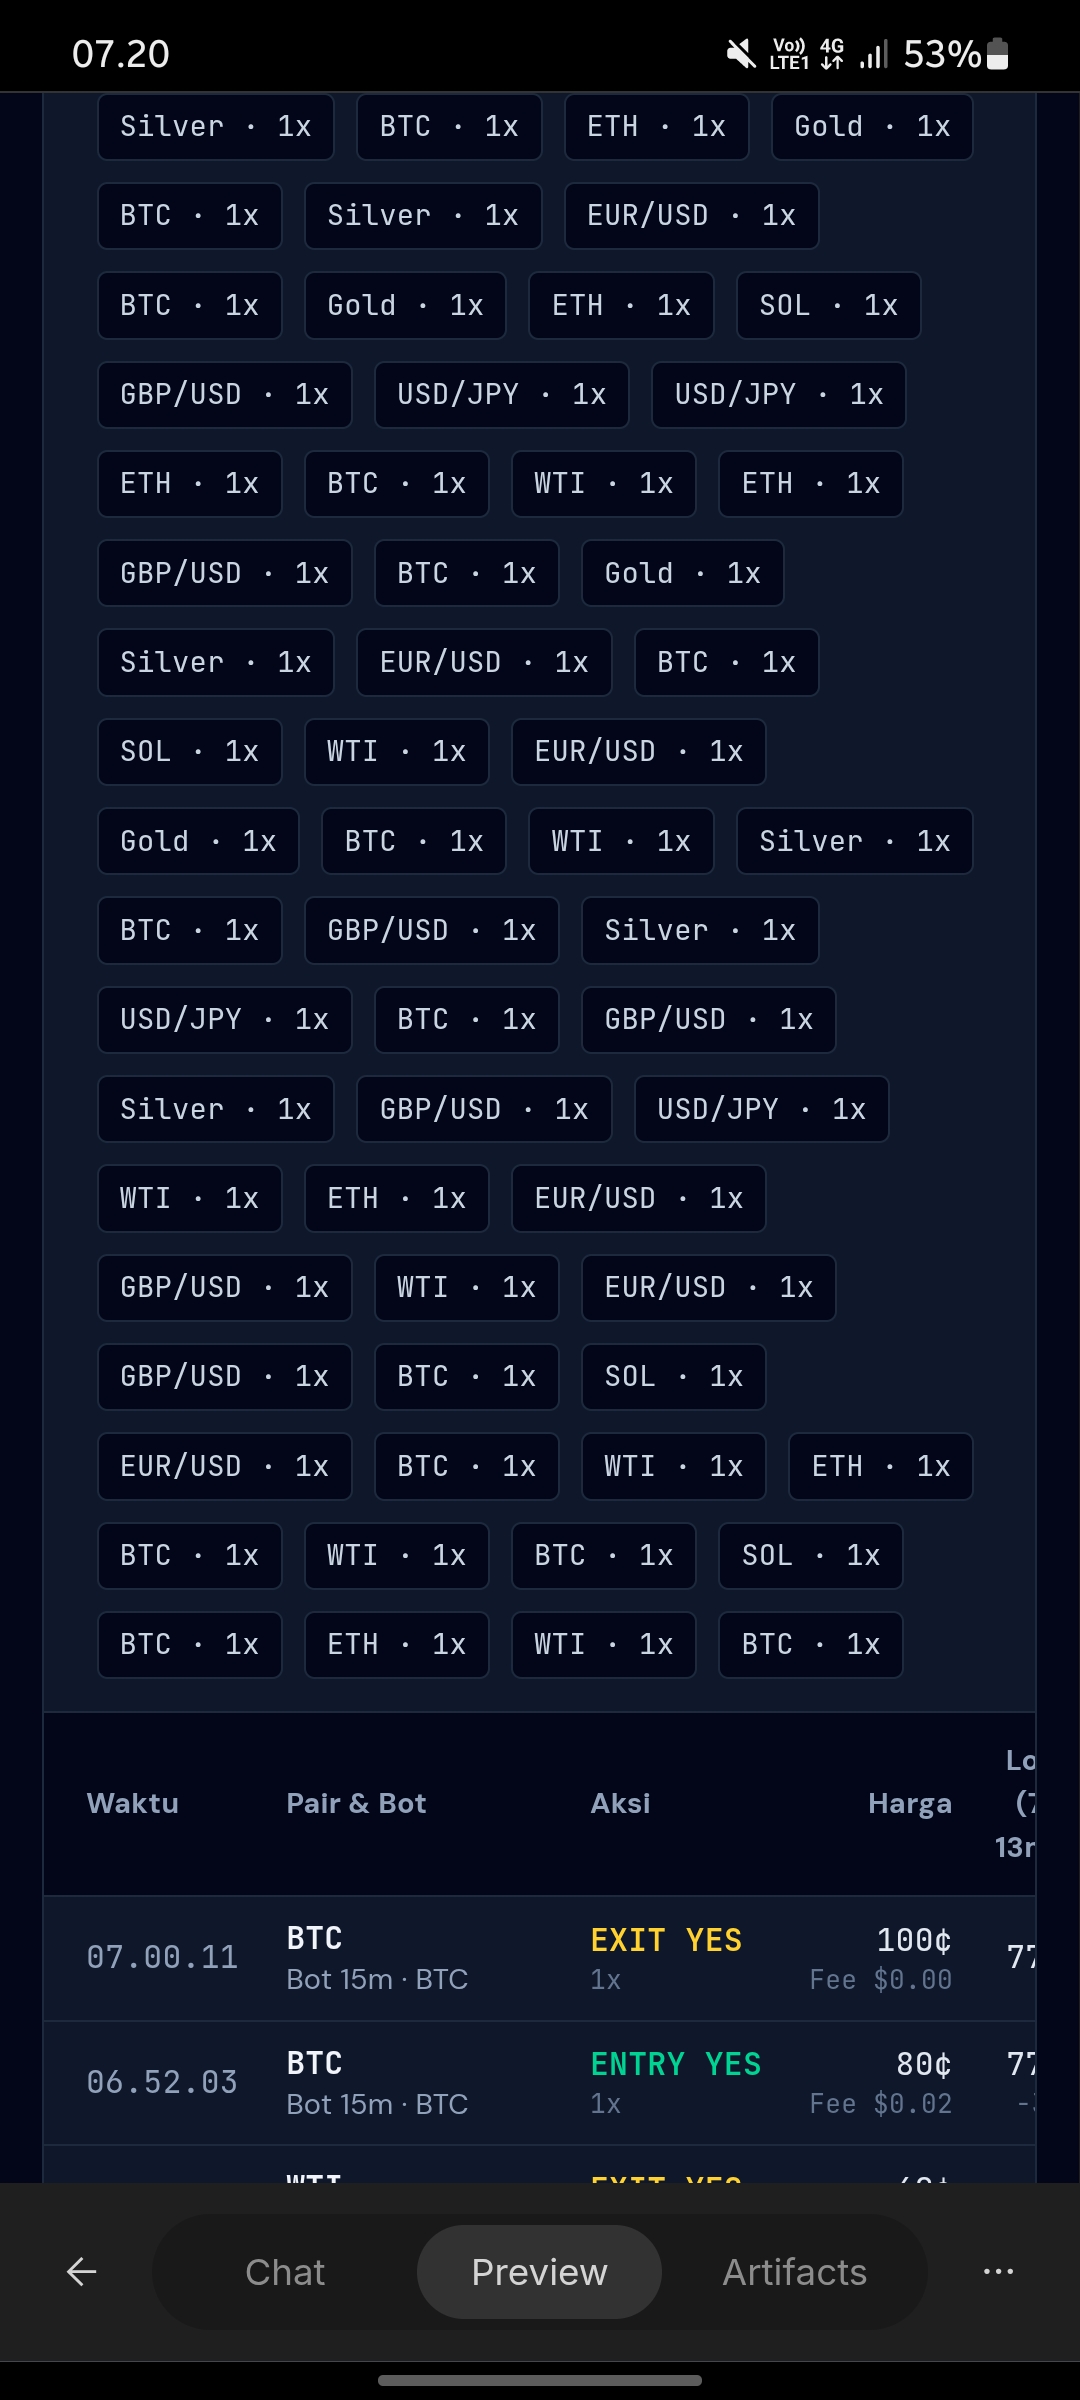 07.20 Vo)) LTE1 4G 53%
Silver · 1x BTC · 1x ETH · 1x Gold · 1x
BTC · 1x Silver · 1x EUR/USD · 1x
BTC · 1x Gold · 1x ETH · 1x SOL · 1x
GBP/USD · 1x USD/JPY · 1x USD/JPY · 1x
ETH · 1x BTC · 1x WTI · 1x ETH · 1x
GBP/USD · 1x BTC · 1x Gold · 1x
Silver · 1x EUR/USD · 1x BTC · 1x
SOL · 1x WTI · 1x EUR/USD · 1x
Gold · 1x BTC · 1x WTI · 1x Silver · 1x
BTC · 1x GBP/USD · 1x Silver · 1x
USD/JPY · 1x BTC · 1x GBP/USD · 1x
Silver · 1x GBP/USD · 1x USD/JPY · 1x
WTI · 1x ETH · 1x EUR/USD · 1x
GBP/USD · 1x WTI · 1x EUR/USD · 1x
GBP/USD · 1x BTC · 1x SOL · 1x
EUR/USD · 1x BTC · 1x WTI · 1x ETH · 1x
BTC · 1x WTI · 1x BTC · 1x SOL · 1x
BTC · 1x ETH · 1x WTI · 1x BTC · 1x
Waktu Pair & Bot Aksi Harga
07.00.11 BTC EXIT YES 100¢
Bot 15m · BTC 1x Fee $0.00
06.52.03 BTC ENTRY YES 80¢
Bot 15m · BTC 1x Fee $0.02
WTI EXIT YES
Chat Preview Artifacts